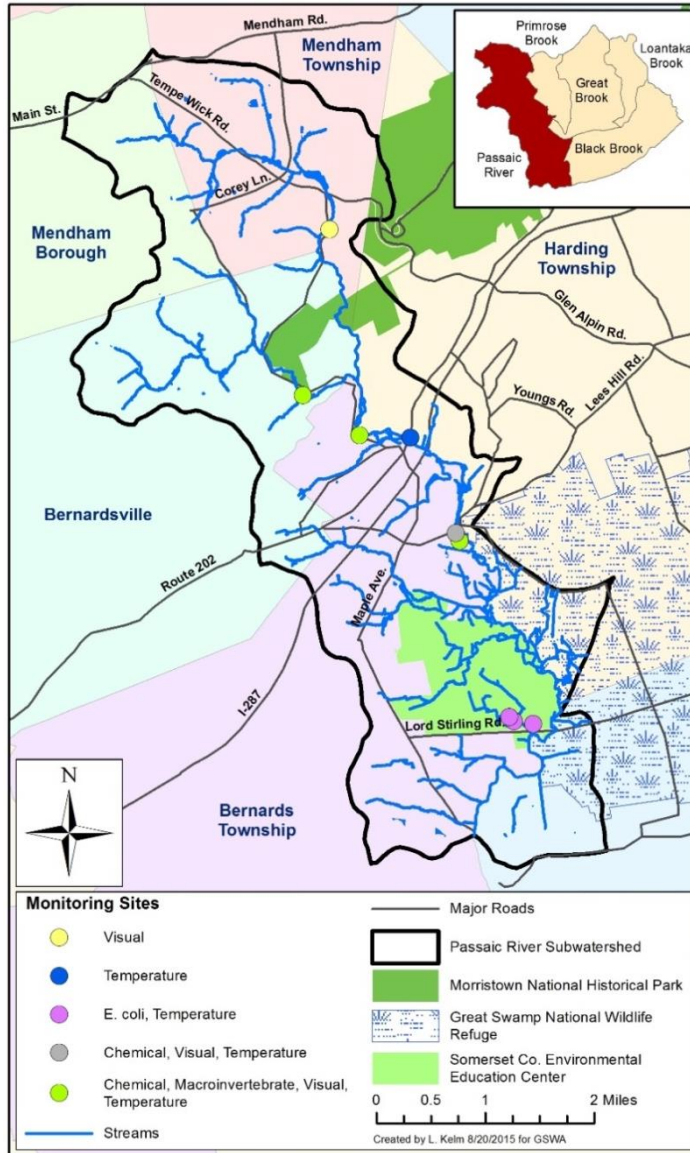 Mendham Rd.
Mendham
Township
Main St.
Tempe Wick Rd.
Corey Ln.
Mendham
Borough
Primrose
Brook
Loantaka
Brook
Great
Brook
Black Brook
Passaic
River
Harding
Township
Glen Alpin Rd.
Lees Hill Rd.
Youngs Rd.
Bernardsville
Route 202
Maple Ave.
I-287
Lord Stirling Rd.
Bernards
Township
N
Monitoring Sites
Visual
Temperature
E. coli, Temperature
Chemical, Visual, Temperature
Chemical, Macroinvertebrate, Visual,
Temperature
Streams
Major Roads
Passaic River Subwatershed
Morristown National Historical Park
Great Swamp National Wildlife
Refuge
Somerset Co. Environmental
Education Center
0 0.5 1 2 Miles
Created by L. Kelm 8/20/2015 for GSWA